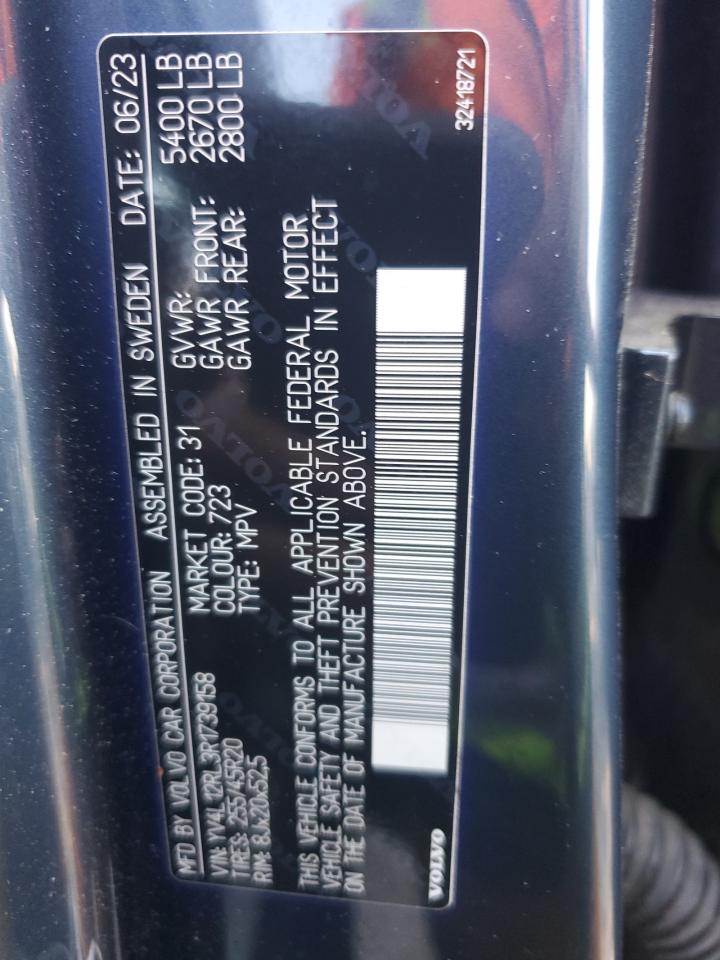 MFD BY VOLVO CAR CORPORATION ASSEMBLED IN SWEDEN DATE: 06/23
VIN: YV4L12RL3R1739158 MARKET CODE: 31 GVWR: 5400 LB
TIRES: 255/45R20 COLOUR: 723 GAWR FRONT: 2670 LB
RIM: 8Jx20x52,5 TYPE: MPV GAWR REAR: 2800 LB
THIS VEHICLE CONFORMS TO ALL APPLICABLE FEDERAL MOTOR
VEHICLE SAFETY AND THEFT PREVENTION STANDARDS IN EFFECT
ON THE DATE OF MANUFACTURE SHOWN ABOVE.
VOLVO 32418721